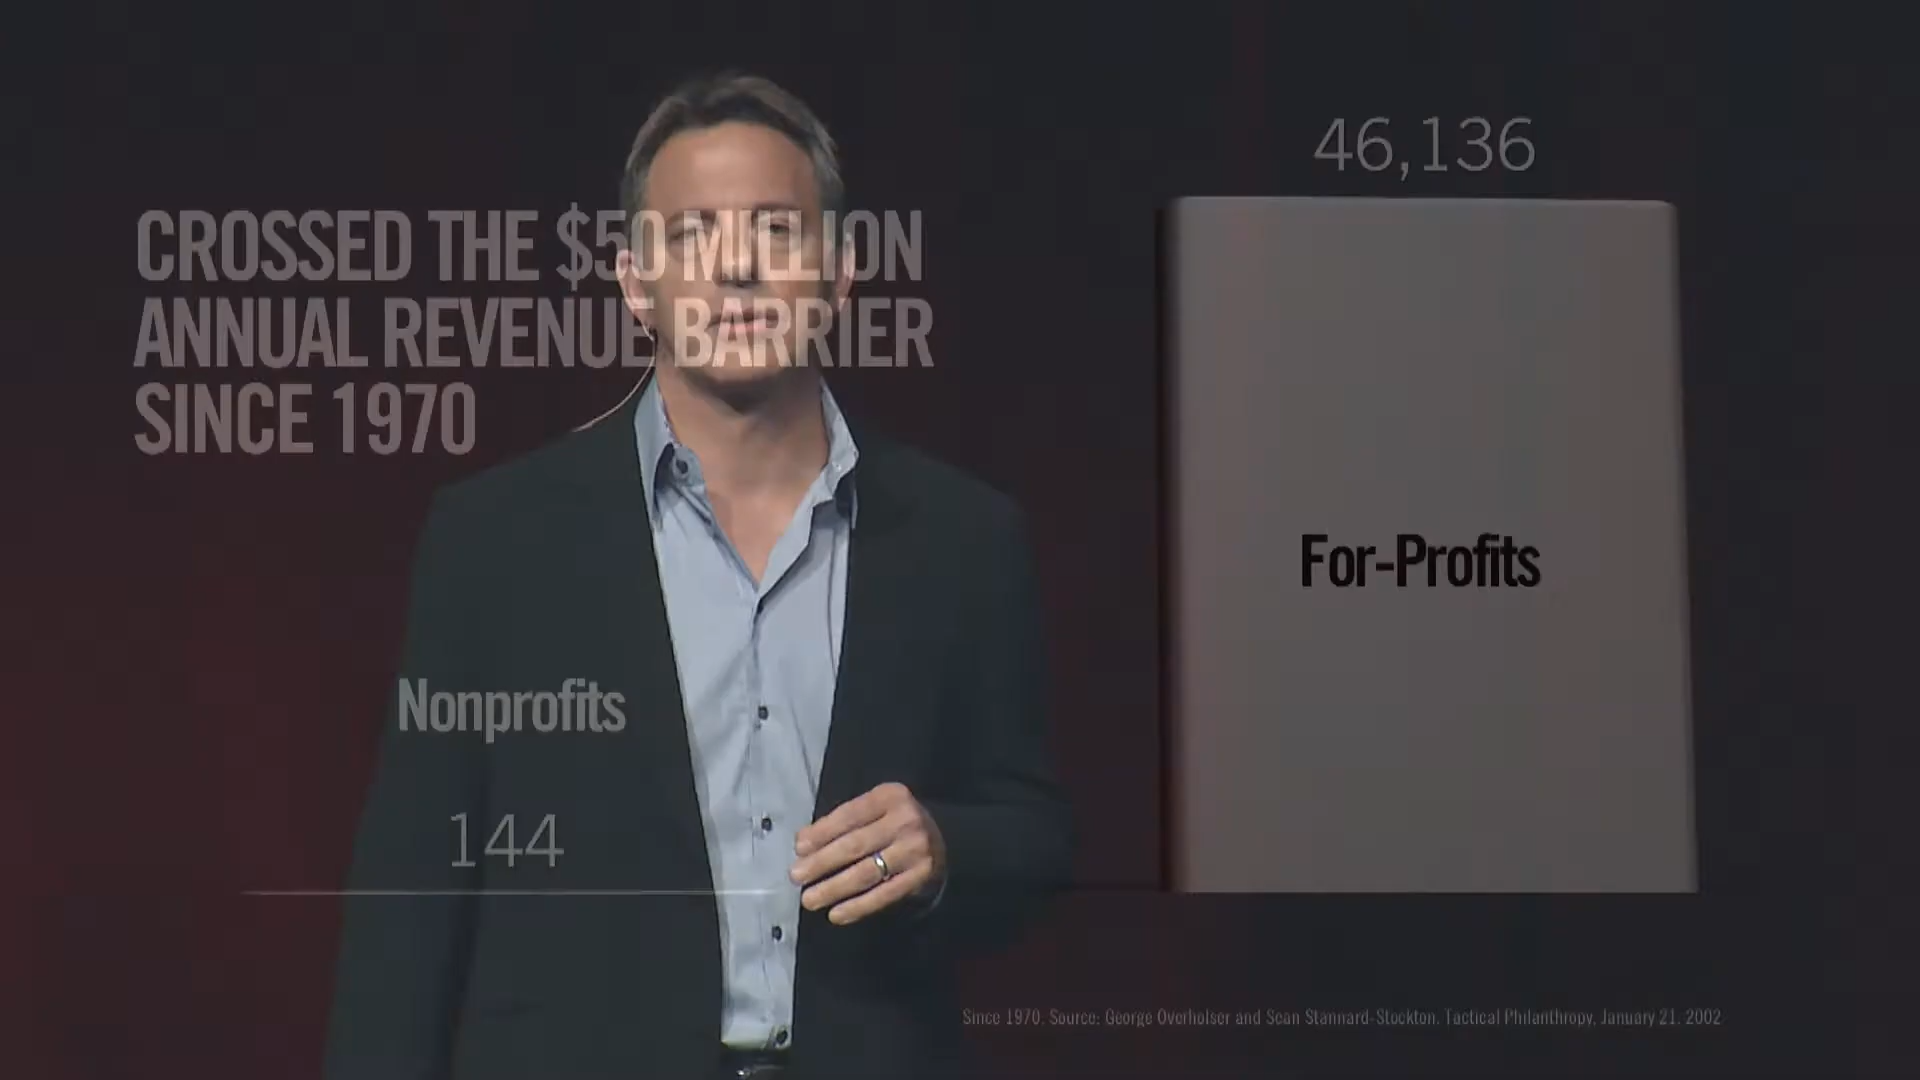 CROSSED THE $50 MILLION
ANNUAL REVENUE BARRIER
SINCE 1970
46,136
For-Profits
Nonprofits
144
Since 1970. Source: George Overholser and Sean Stannard-Stockton. Tactical Philanthropy, January 21, 2002